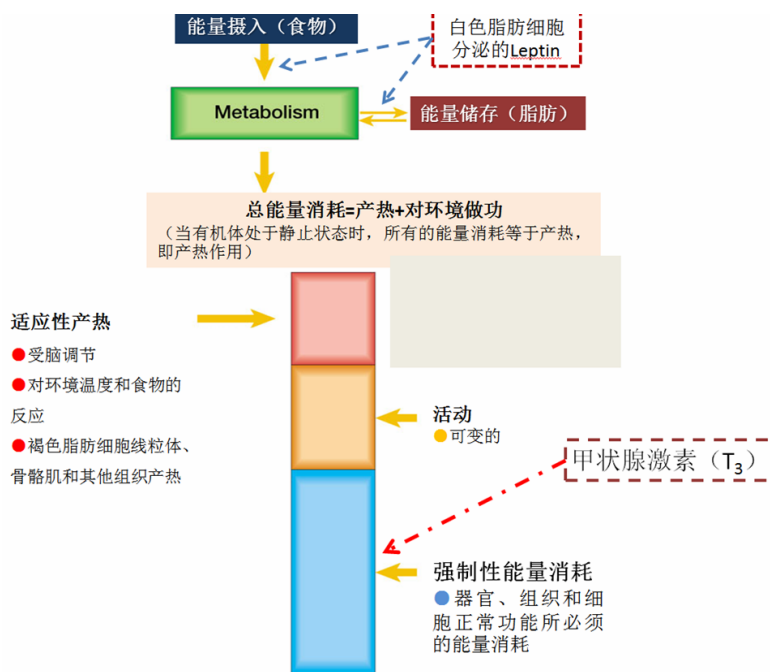 能量摄入（食物）
白色脂肪细胞
分泌的Leptin
Metabolism
能量储存（脂肪）
总能量消耗=产热+对环境做功
（当有机体处于静止状态时，所有的能量消耗等于产热，
即产热作用）
适应性产热
受脑调节
对环境温度和食物的
反应
褐色脂肪细胞线粒体、
骨骼肌和其他组织产热
活动
可变的
甲状腺激素（T₃）
强制性能量消耗
器官、组织和细
胞正常功能所必须
的能量消耗